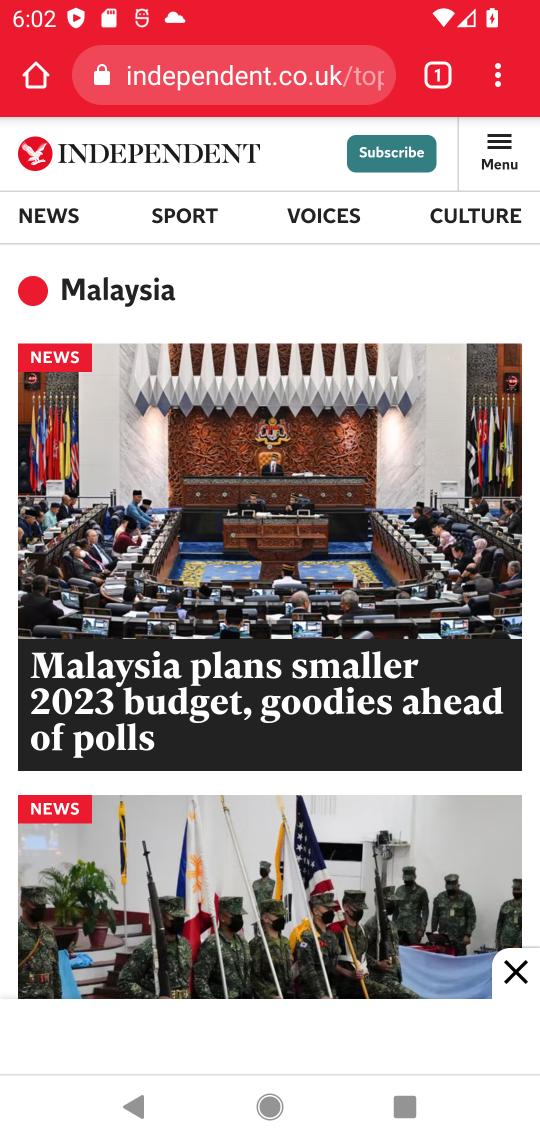 6:02
independent.co.uk/top
1
INDEPENDENT
Subscribe
Menu
NEWS SPORT VOICES CULTURE
Malaysia
NEWS
Malaysia plans smaller
2023 budget, goodies ahead
of polls
NEWS